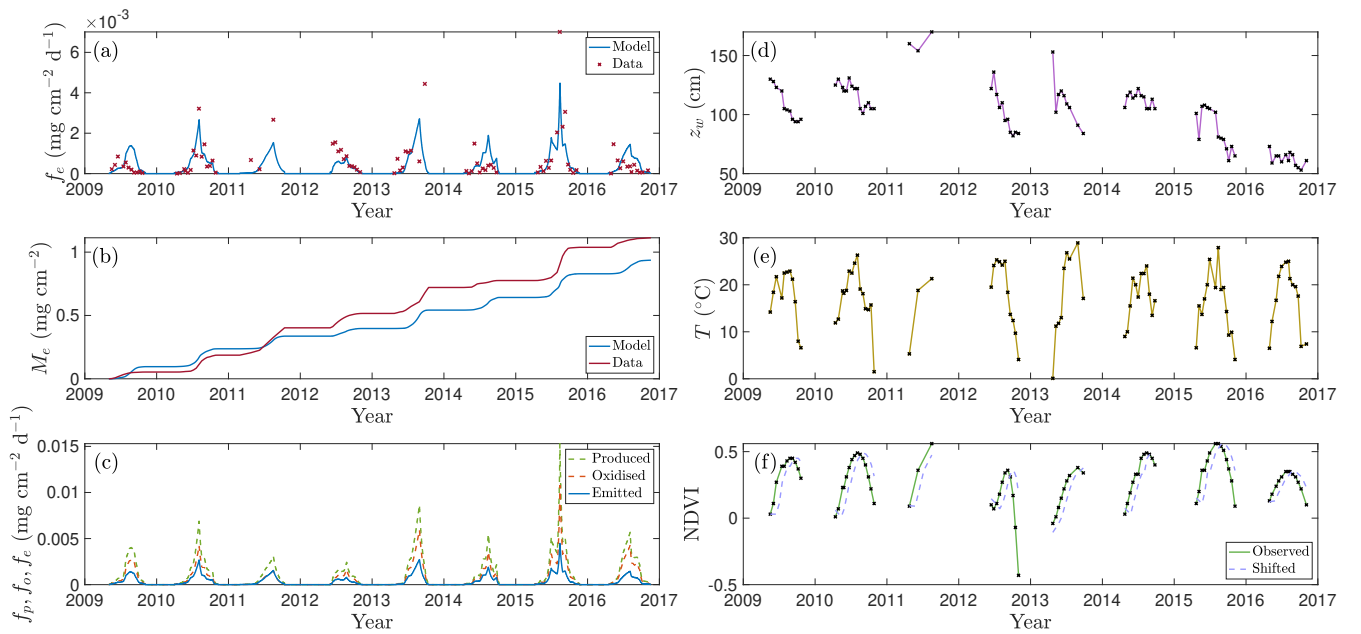 ×10⁻³
(a)
Model
Data
6
4
2
0
fₑ (mg cm⁻² d⁻¹)
2009 2010 2011 2012 2013 2014 2015 2016 2017
Year
(b)
1
0.5
0
Mₑ (mg cm⁻²)
Model
Data
2009 2010 2011 2012 2013 2014 2015 2016 2017
Year
(c)
0.015
0.01
0.005
0
fₚ, fₒ, fₑ (mg cm⁻² d⁻¹)
Produced
Oxidised
Emitted
2009 2010 2011 2012 2013 2014 2015 2016 2017
Year
(d)
150
100
50
z_w (cm)
2009 2010 2011 2012 2013 2014 2015 2016 2017
Year
(e)
30
20
10
0
T (°C)
2009 2010 2011 2012 2013 2014 2015 2016 2017
Year
(f)
0.5
0
-0.5
NDVI
Observed
Shifted
2009 2010 2011 2012 2013 2014 2015 2016 2017
Year